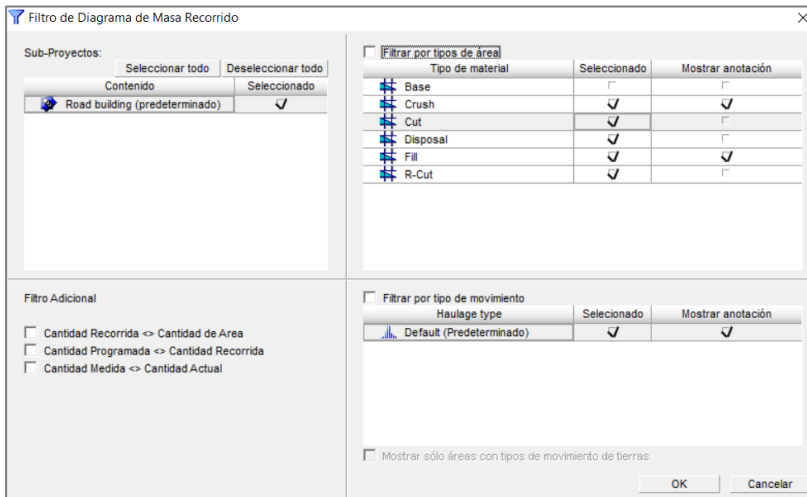 Filtro de Diagrama de Masa Recorrido
Sub-Proyectos:
Seleccionar todo Deseleccionar todo
Contenido Seleccionado
Road building (predeterminado)
Filtrar por tipos de área
Tipo de material Seleccionado Mostrar anotación
Base
Crush
Cut
Disposal
Fill
R-Cut
Filtro Adicional
Cantidad Recorrida <> Cantidad de Area
Cantidad Programada <> Cantidad Recorrida
Cantidad Medida <> Cantidad Actual
Filtrar por tipo de movimiento
Haulage type Selecionado Mostrar anotación
Default (Predeterminado)
Mostrar sólo áreas con tipos de movimiento de tierras
OK Cancelar